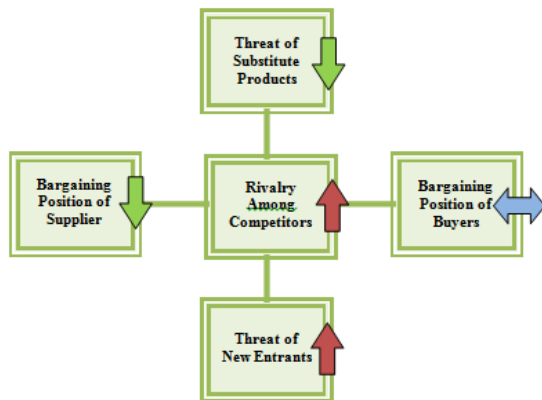 Threat of
Substitute
Products
Bargaining
Position of
Supplier
Rivalry
Among
Competitors
Bargaining
Position of
Buyers
Threat of
New Entrants